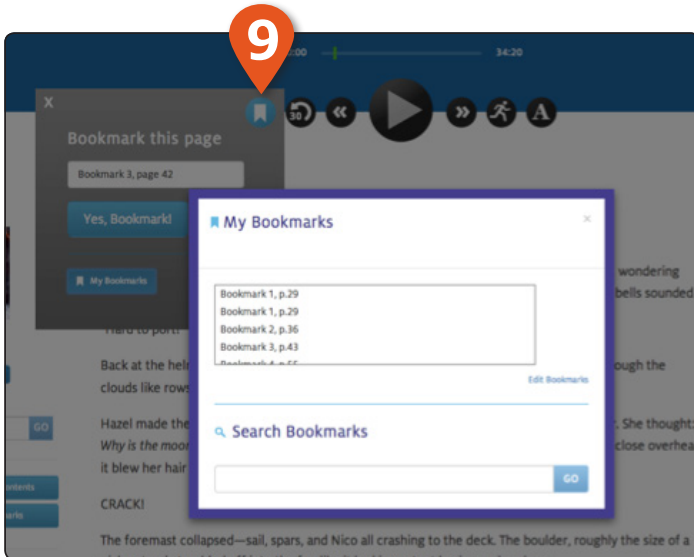 9
:00
34:20
X
30
A
Bookmark this page
Bookmark 3, page 42
Yes, Bookmark!
My Bookmarks
My Bookmarks
×
Bookmark 1, p.29
Bookmark 1, p.29
Bookmark 2, p.36
Bookmark 3, p.43
Edit Bookmarks
Search Bookmarks
GO
wondering
bells sounded
"Hard to port!"
Back at the hel
ough the
clouds like rows
GO
Hazel made the
. She thought:
Why is the moon
close overhea
it blew her hair
ontents
arks
CRACK!
The foremast collapsed—sail, spars, and Nico all crashing to the deck. The boulder, roughly the size of a